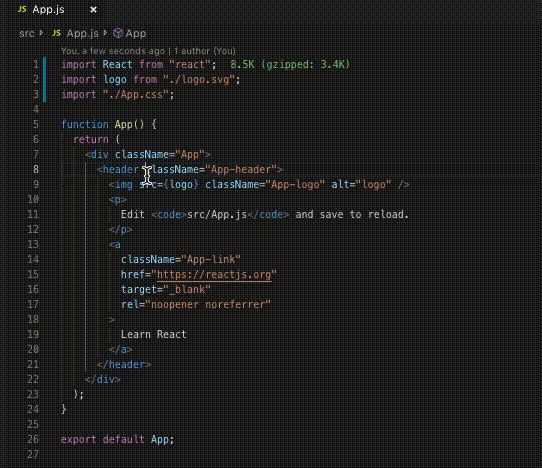 JS App.js ×
src > JS App.js > App
You, a few seconds ago | 1 author (You)
1 import React from "react"; 8.5K (gzipped: 3.4K)
2 import logo from "./logo.svg";
3 import "./App.css";
4
5 function App() {
6 return (
7 <div className="App">
8 <header className="App-header">
9 <img src={logo} className="App-logo" alt="logo" />
10 <p>
11 Edit <code>src/App.js</code> and save to reload.
12 </p>
13 <a
14 className="App-link"
15 href="https://reactjs.org"
16 target="_blank"
17 rel="noopener noreferrer"
18 >
19 Learn React
20 </a>
21 </header>
22 </div>
23 );
24 }
25
26 export default App;
27